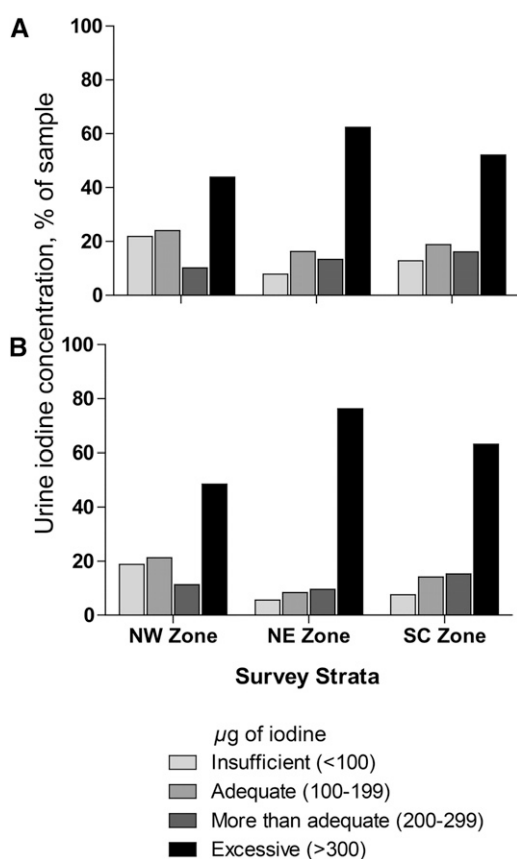 A
100
80
60
40
20
0
B
100
80
60
40
20
0
Urine iodine concentration, % of sample
NW Zone NE Zone SC Zone
Survey Strata
µg of iodine
Insufficient (<100)
Adequate (100-199)
More than adequate (200-299)
Excessive (>300)